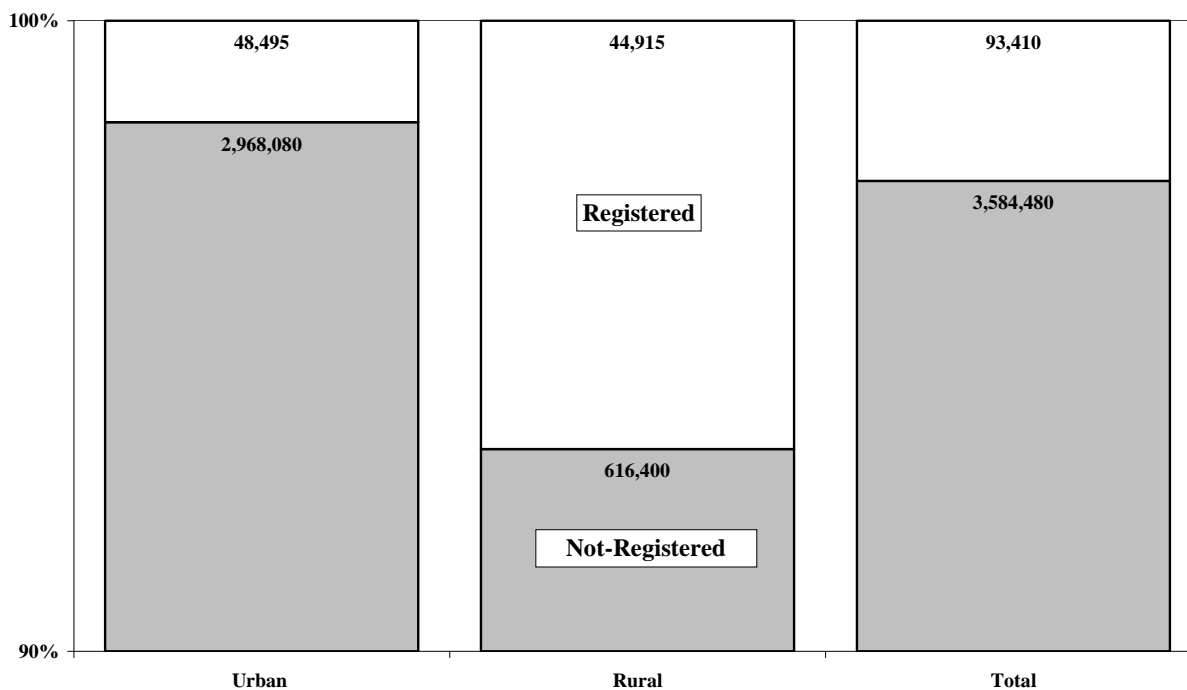 100%
48,495
44,915
93,410
2,968,080
Registered
3,584,480
616,400
Not-Registered
90%
Urban
Rural
Total